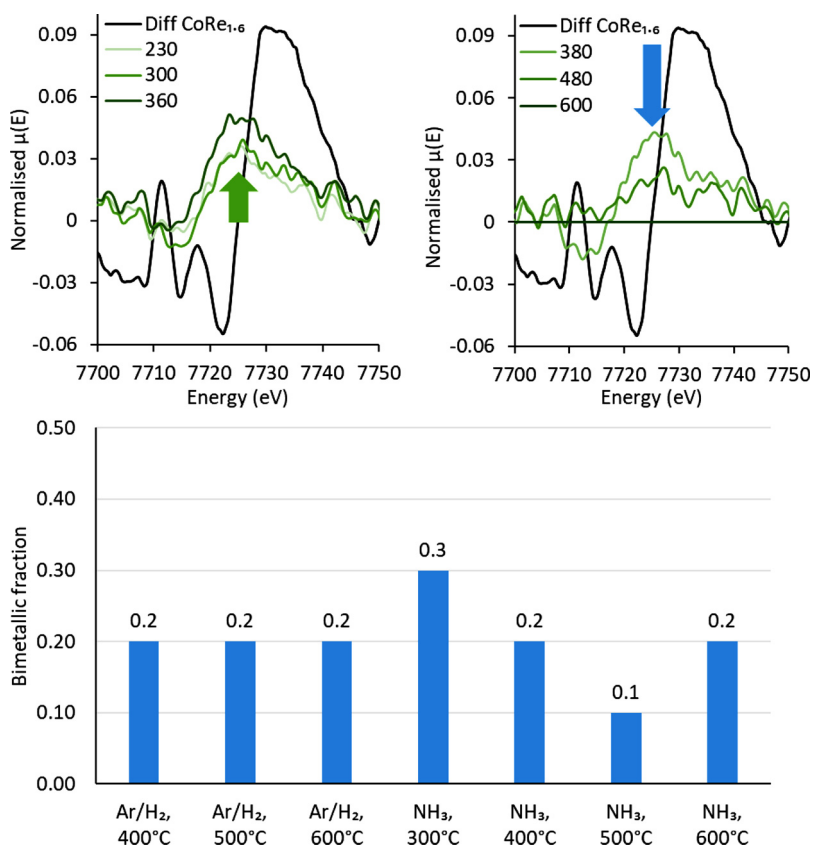 Diff CoRe₁.₆
230
300
360
0.09
0.06
0.03
0
-0.03
-0.06
Normalised μ(E)
7700 7710 7720 7730 7740 7750
Energy (eV)
Diff CoRe₁.₆
380
480
600
0.09
0.06
0.03
0
-0.03
-0.06
Normalised μ(E)
7700 7710 7720 7730 7740 7750
Energy (eV)
0.50
0.40
0.30
0.20
0.10
0.00
Bimetallic fraction
0.2
0.2
0.2
0.3
0.2
0.1
0.2
Ar/H₂,
400°C
Ar/H₂,
500°C
Ar/H₂,
600°C
NH₃,
300°C
NH₃,
400°C
NH₃,
500°C
NH₃,
600°C